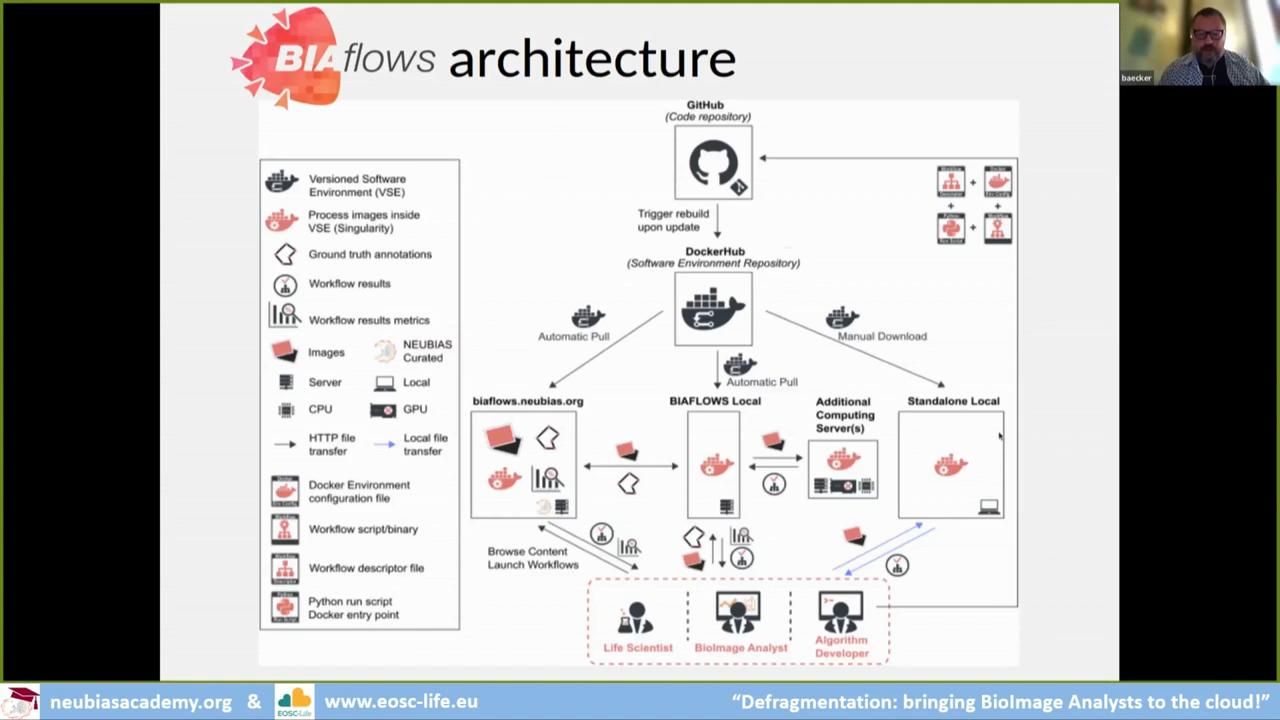 BIAflows architecture
baecker
GitHub
(Code repository)
Trigger rebuild
upon update
DockerHub
(Software Environment Repository)
Automatic Pull
Manual Download
Automatic Pull
Versioned Software
Environment (VSE)
Process images inside
VSE (Singularity)
Ground truth annotations
Workflow results
Workflow results metrics
Images
NEUBIAS
Curated
Server
Local
CPU
GPU
HTTP file
transfer
Local file
transfer
Docker Environment
configuration file
Workflow script/binary
Workflow descriptor file
Python run script
Docker entry point
biaflows.neubias.org
BIAFLOWS Local
Additional
Computing
Server(s)
Standalone Local
Browse Content
Launch Workflows
Life Scientist
BioImage Analyst
Algorithm
Developer
neubiasacademy.org & www.eosc-life.eu
EOSC-Life
“Defragmentation: bringing BioImage Analysts to the cloud!”